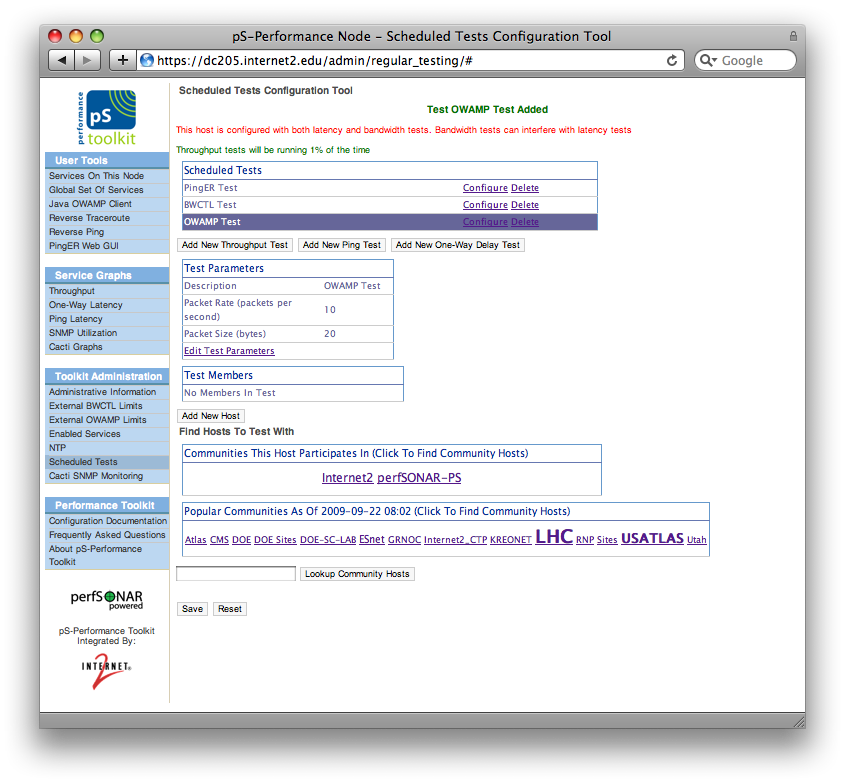 pS-Performance Node - Scheduled Tests Configuration Tool
https://dc205.internet2.edu/admin/regular_testing/#
Google
performance
pS
toolkit
User Tools
Services On This Node
Global Set Of Services
Java OWAMP Client
Reverse Traceroute
Reverse Ping
PingER Web GUI
Service Graphs
Throughput
One-Way Latency
Ping Latency
SNMP Utilization
Cacti Graphs
Toolkit Administration
Administrative Information
External BWCTL Limits
External OWAMP Limits
Enabled Services
NTP
Scheduled Tests
Cacti SNMP Monitoring
Performance Toolkit
Configuration Documentation
Frequently Asked Questions
About pS-Performance
Toolkit
perfSONAR
powered
pS-Performance Toolkit
Integrated By:
INTERNET
2
Scheduled Tests Configuration Tool
Test OWAMP Test Added
This host is configured with both latency and bandwidth tests. Bandwidth tests can interfere with latency tests
Throughput tests will be running 1% of the time
Scheduled Tests
PingER Test Configure Delete
BWCTL Test Configure Delete
OWAMP Test Configure Delete
Add New Throughput Test Add New Ping Test Add New One-Way Delay Test
Test Parameters
Description OWAMP Test
Packet Rate (packets per
second) 10
Packet Size (bytes) 20
Edit Test Parameters
Test Members
No Members In Test
Add New Host
Find Hosts To Test With
Communities This Host Participates In (Click To Find Community Hosts)
Internet2 perfSONAR-PS
Popular Communities As Of 2009-09-22 08:02 (Click To Find Community Hosts)
Atlas CMS DOE DOE Sites DOE-SC-LAB ESnet GRNOC Internet2_CTP KREONET LHC RNP Sites USATLAS Utah
Lookup Community Hosts
Save Reset